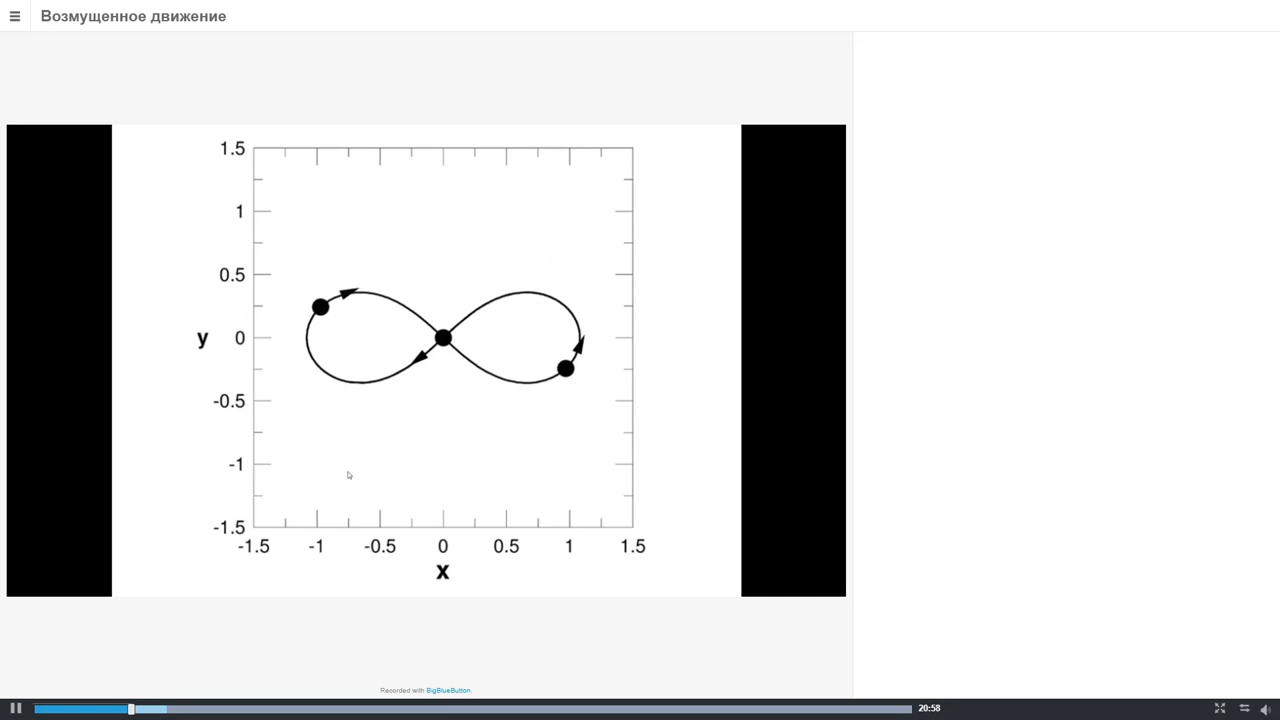 Возмущенное движение
1.5
1
0.5
y 0
-0.5
-1
-1.5
-1.5 -1 -0.5 0 0.5 1 1.5
x
Recorded with BigBlueButton.
20:58